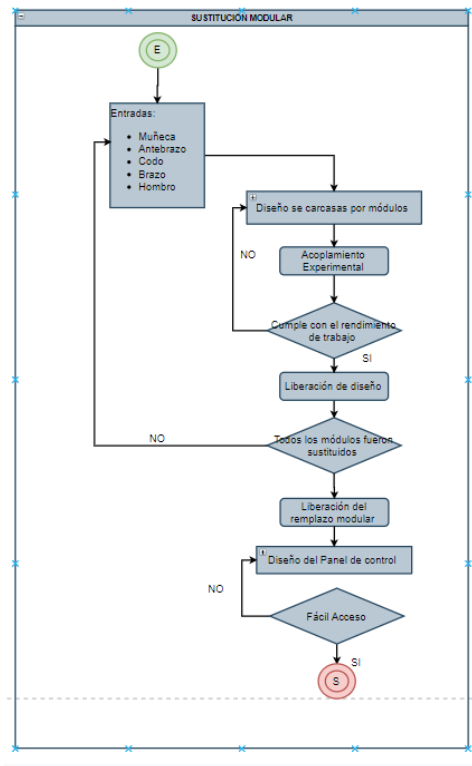 SUSTITUCIÓN MODULAR
E
Entradas:
• Muñeca
• Antebrazo
• Codo
• Brazo
• Hombro
Diseño se carcasas por módulos
NO
Acoplamiento
Experimental
Cumple con el rendimiento
de trabajo
SI
Liberación de diseño
NO
Todos los módulos fueron
sustituidos
Liberación del
remplazo modular
Diseño del Panel de control
NO
Fácil Acceso
SI
S